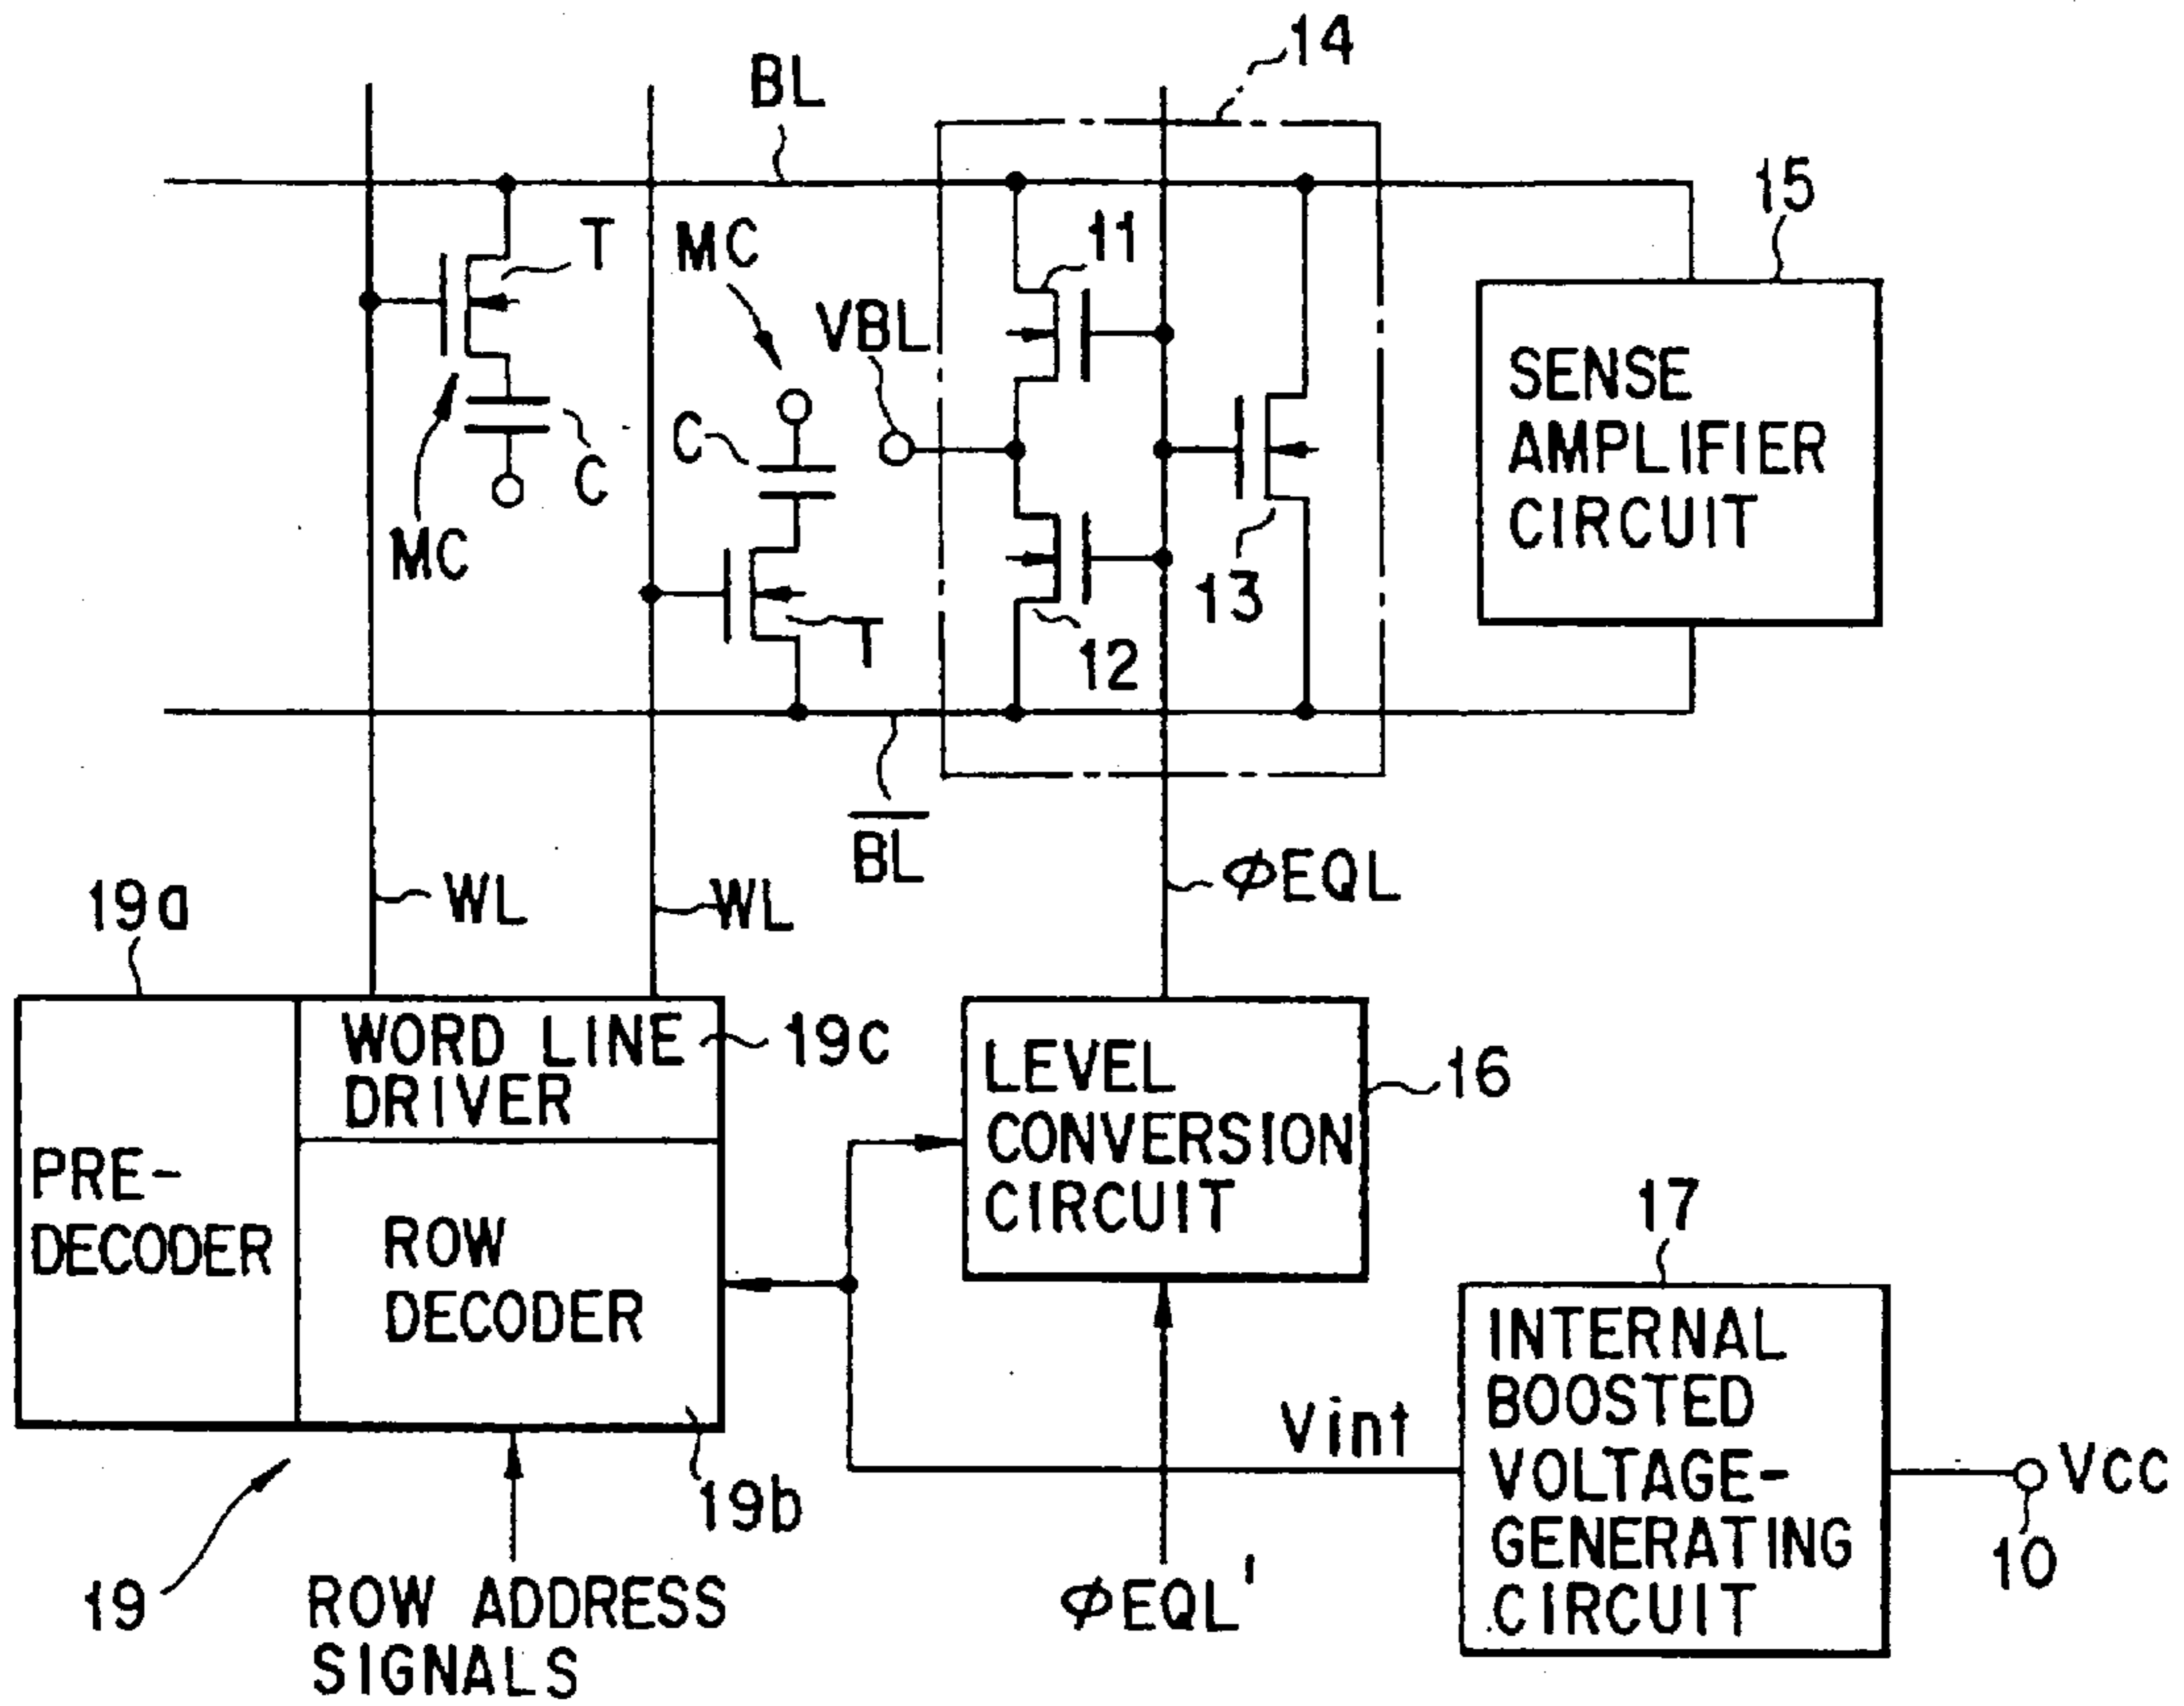 14
BL
15
T
MC
11
VBL
SENSE
AMPLIFIER
CIRCUIT
C
C
MC
13
T
12
B̅L̅
φEQL
19a
WL
WL
WORD LINE
DRIVER
19c
LEVEL
CONVERSION
CIRCUIT
16
PRE-
DECODER
ROW
DECODER
17
INTERNAL
BOOSTED
VOLTAGE-
GENERATING
CIRCUIT
Vint
VCC
19b
10
19
ROW ADDRESS
SIGNALS
φEQL'